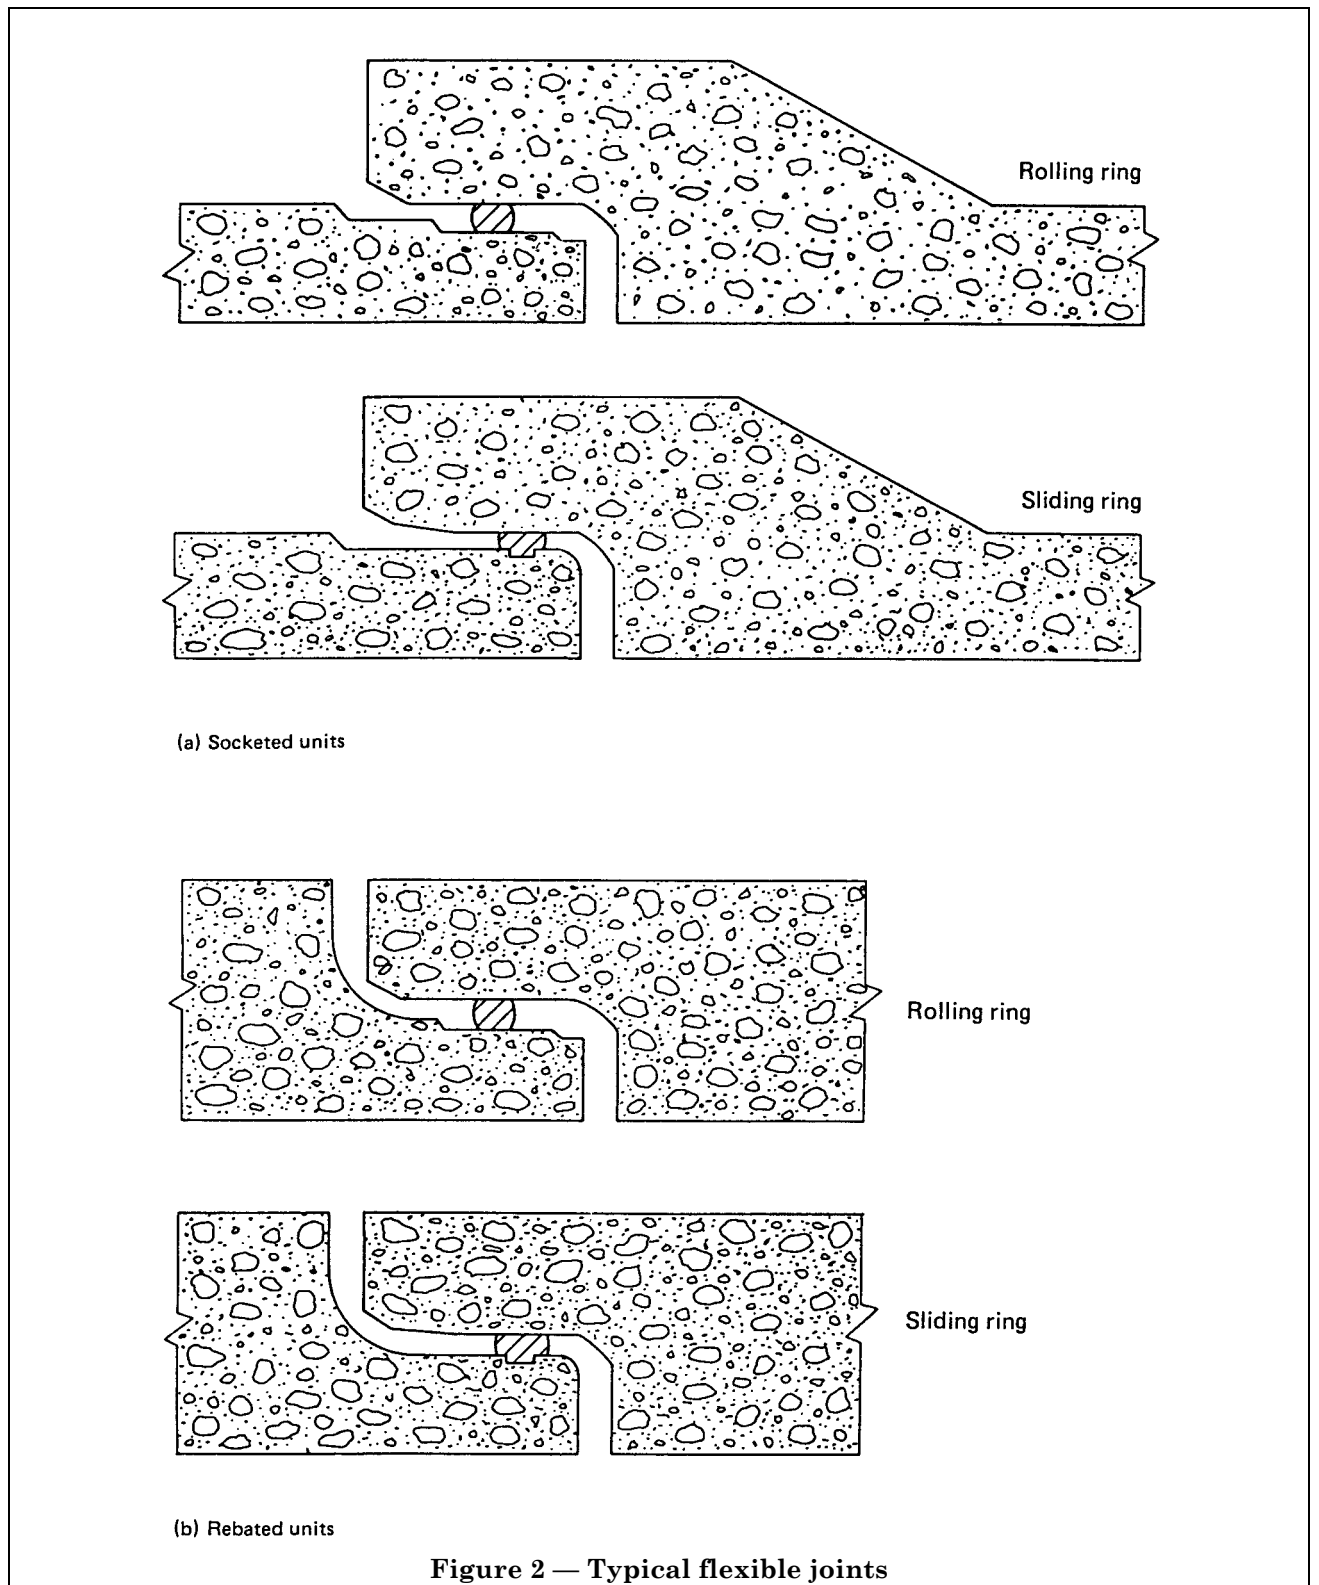 Rolling ring
Sliding ring
(a) Socketed units
Rolling ring
Sliding ring
(b) Rebated units
Figure 2 — Typical flexible joints